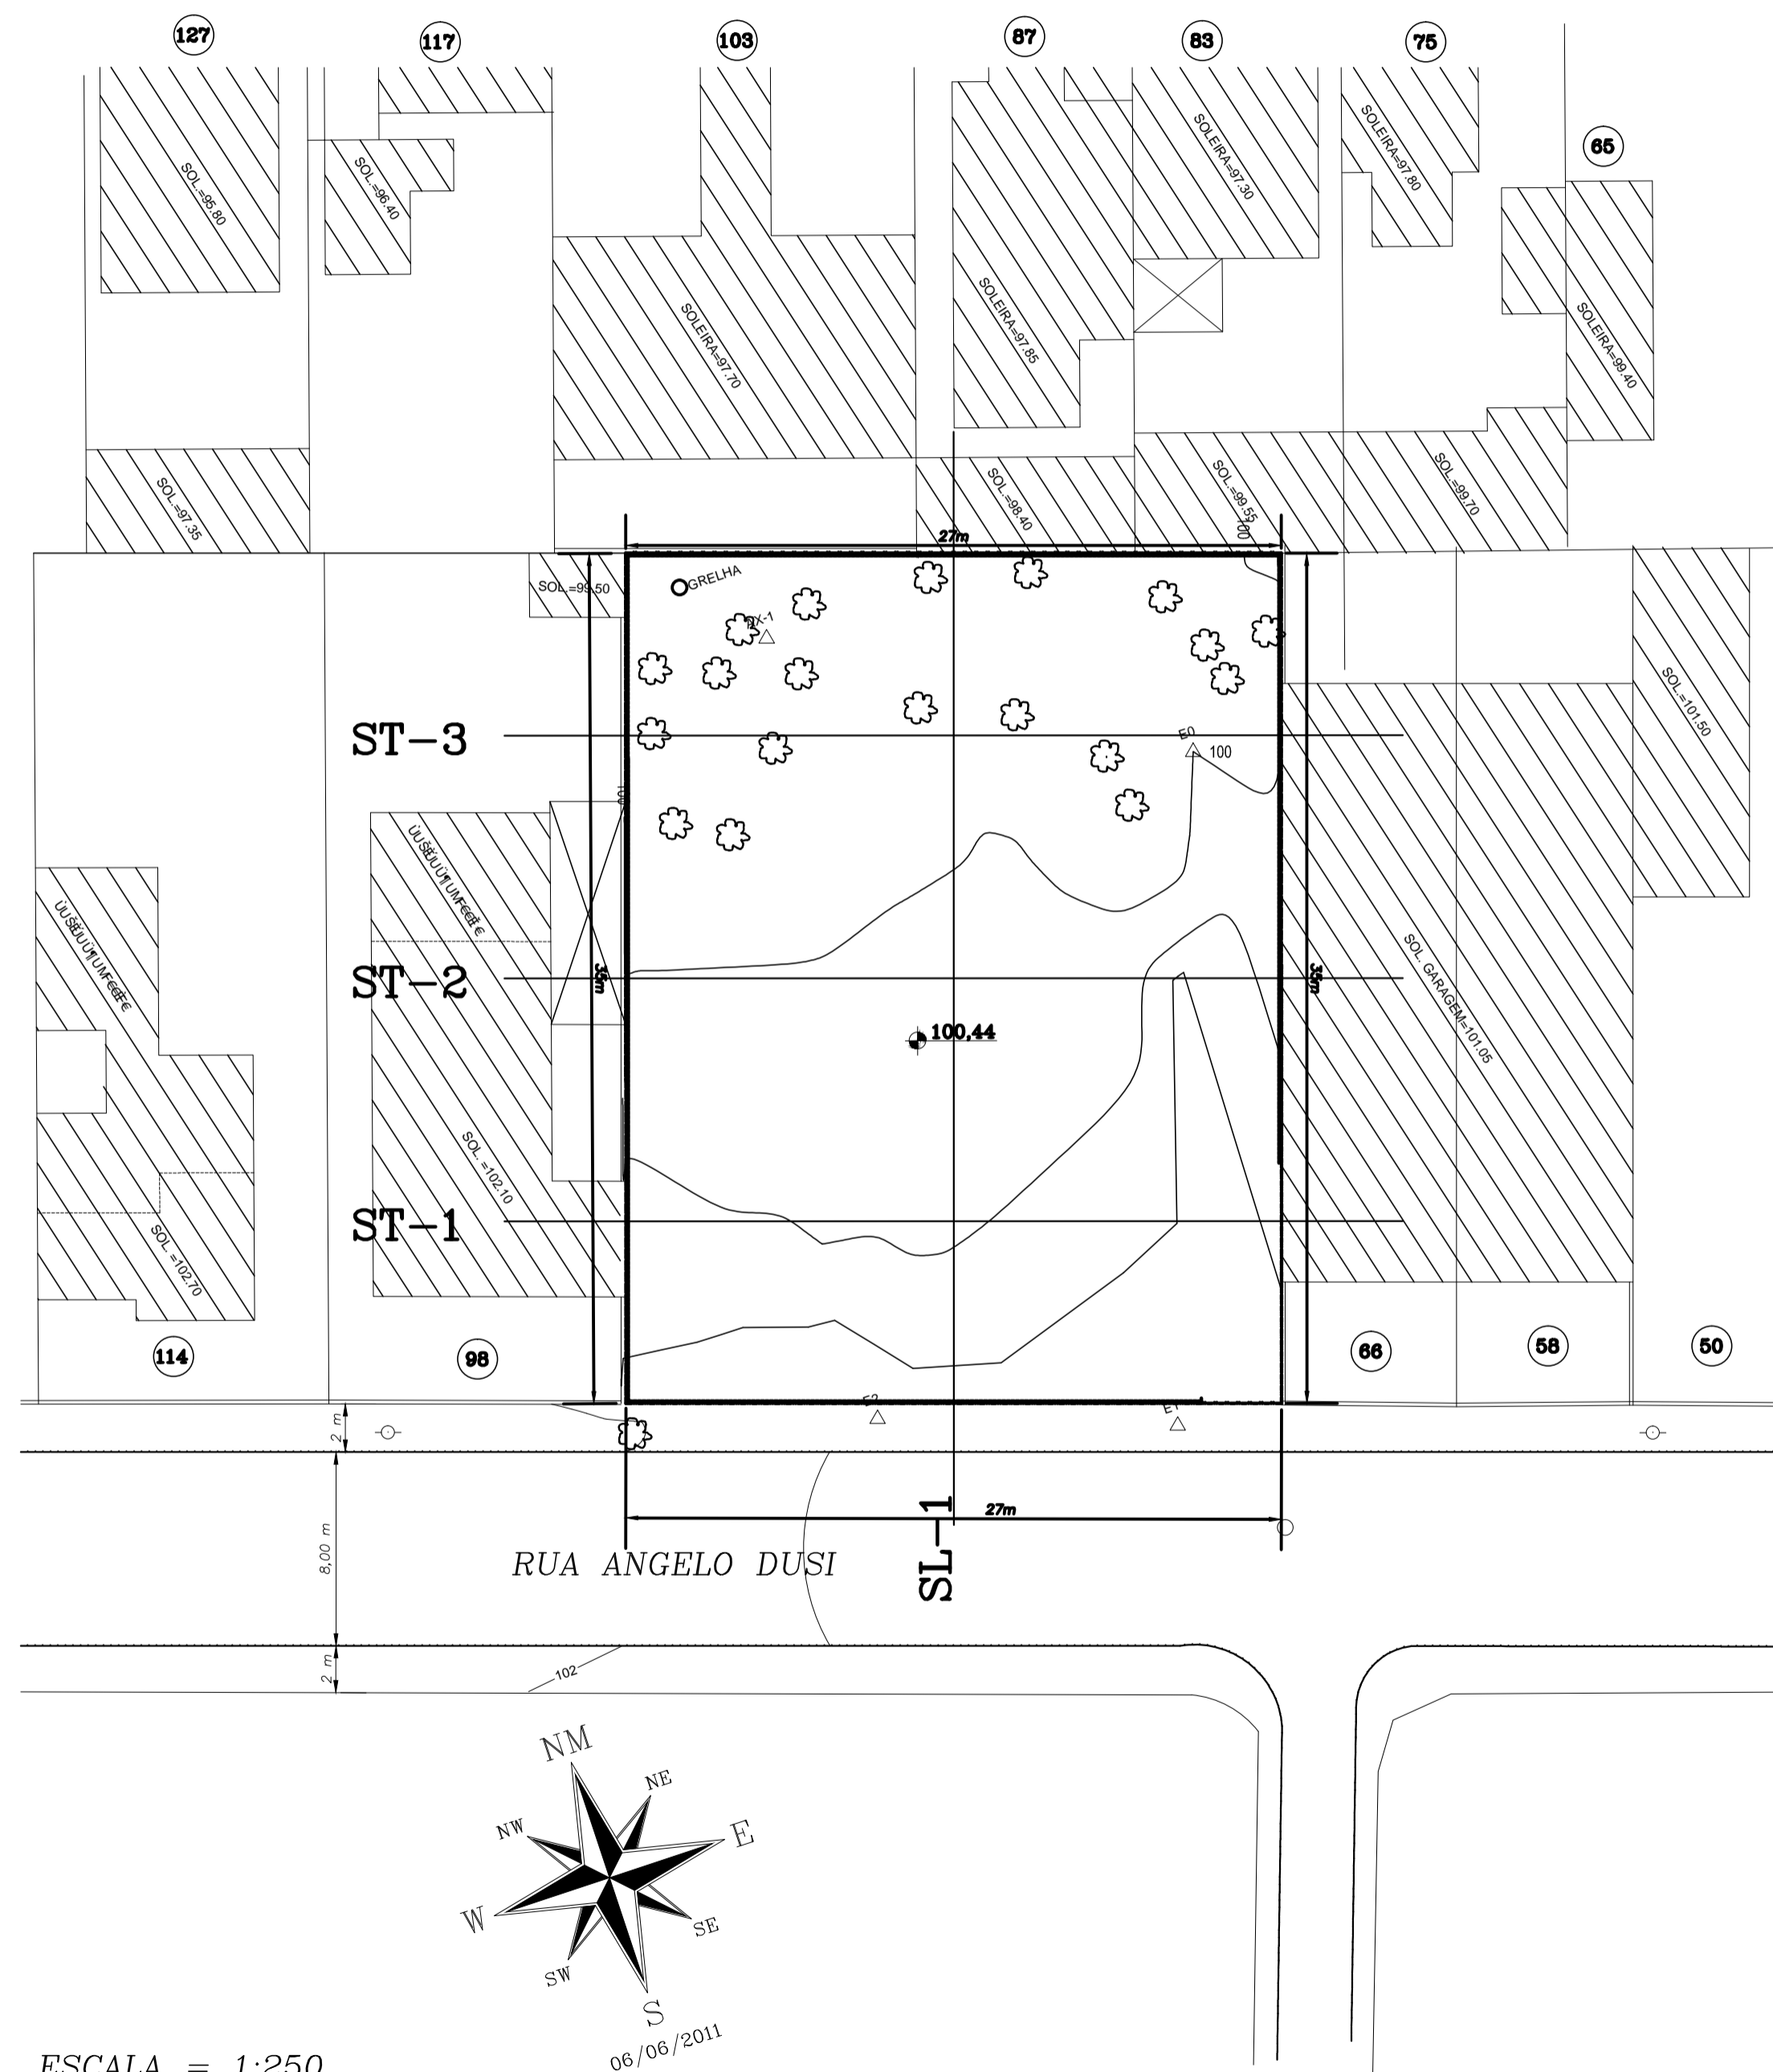 127
117
103
87
83
75
65
SOL.=95.80
SOL.=96.40
SOLEIRA=97.30
SOLEIRA=97.80
SOLEIRA=97.70
SOLEIRA=97.85
SOLEIRA=99.40
SOL.=97.35
SOL.=98.40
SOL.=99.55
SOL.=99.70
100
27m
SOL.=99.50
GRELHA
SOL.=101.50
ST-3
100
100
ST-2
35m
35m
SOL. GARAGEM=101.05
100,44
SOL. =102.10
ST-1
SOL. =102.70
114
98
66
58
50
E2
E1
2 m
27m
SL-1
8,00 m
RUA ANGELO DUSI
2 m
102
NM
NE
NW
E
W
SE
SW
S
06/06/2011
ESCALA = 1:250